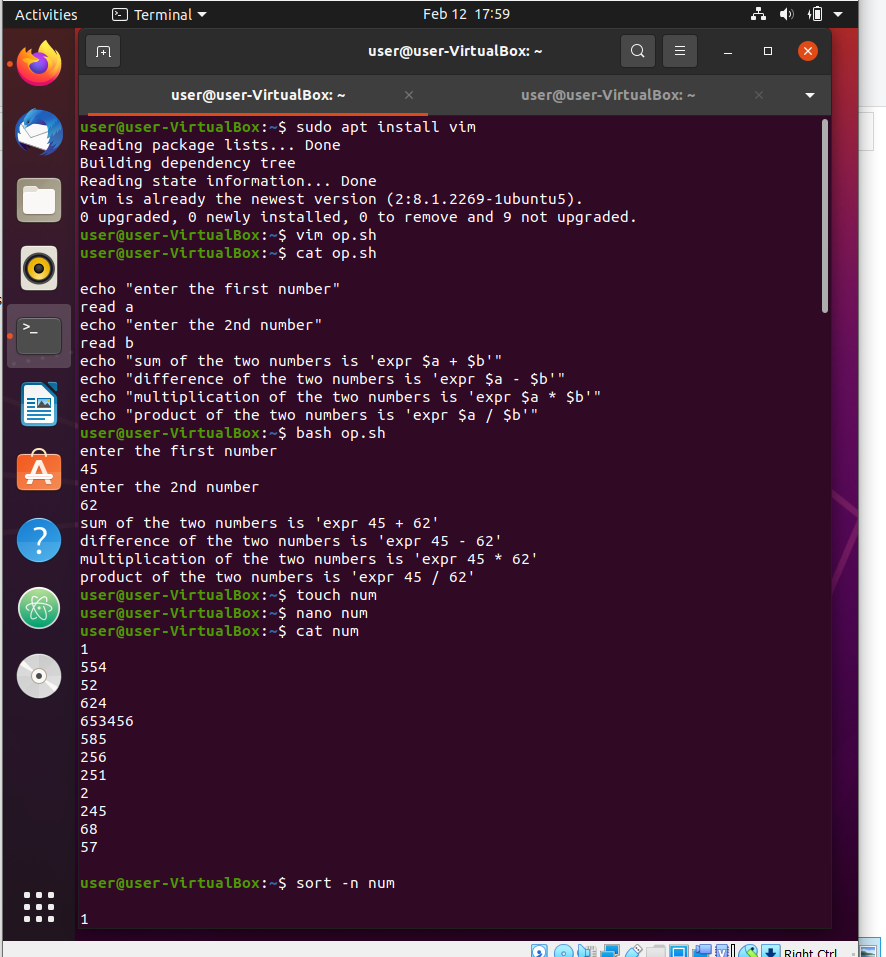 Activities
Terminal
Feb 12 17:59
user@user-VirtualBox: ~
user@user-VirtualBox: ~
user@user-VirtualBox: ~
user@user-VirtualBox:~$ sudo apt install vim
Reading package lists... Done
Building dependency tree
Reading state information... Done
vim is already the newest version (2:8.1.2269-1ubuntu5).
0 upgraded, 0 newly installed, 0 to remove and 9 not upgraded.
user@user-VirtualBox:~$ vim op.sh
user@user-VirtualBox:~$ cat op.sh
echo "enter the first number"
read a
echo "enter the 2nd number"
read b
echo "sum of the two numbers is 'expr $a + $b'"
echo "difference of the two numbers is 'expr $a - $b'"
echo "multiplication of the two numbers is 'expr $a * $b'"
echo "product of the two numbers is 'expr $a / $b'"
user@user-VirtualBox:~$ bash op.sh
enter the first number
45
enter the 2nd number
62
sum of the two numbers is 'expr 45 + 62'
difference of the two numbers is 'expr 45 - 62'
multiplication of the two numbers is 'expr 45 * 62'
product of the two numbers is 'expr 45 / 62'
user@user-VirtualBox:~$ touch num
user@user-VirtualBox:~$ nano num
user@user-VirtualBox:~$ cat num
1
554
52
624
653456
585
256
251
2
245
68
57
user@user-VirtualBox:~$ sort -n num
1
Right Ctrl